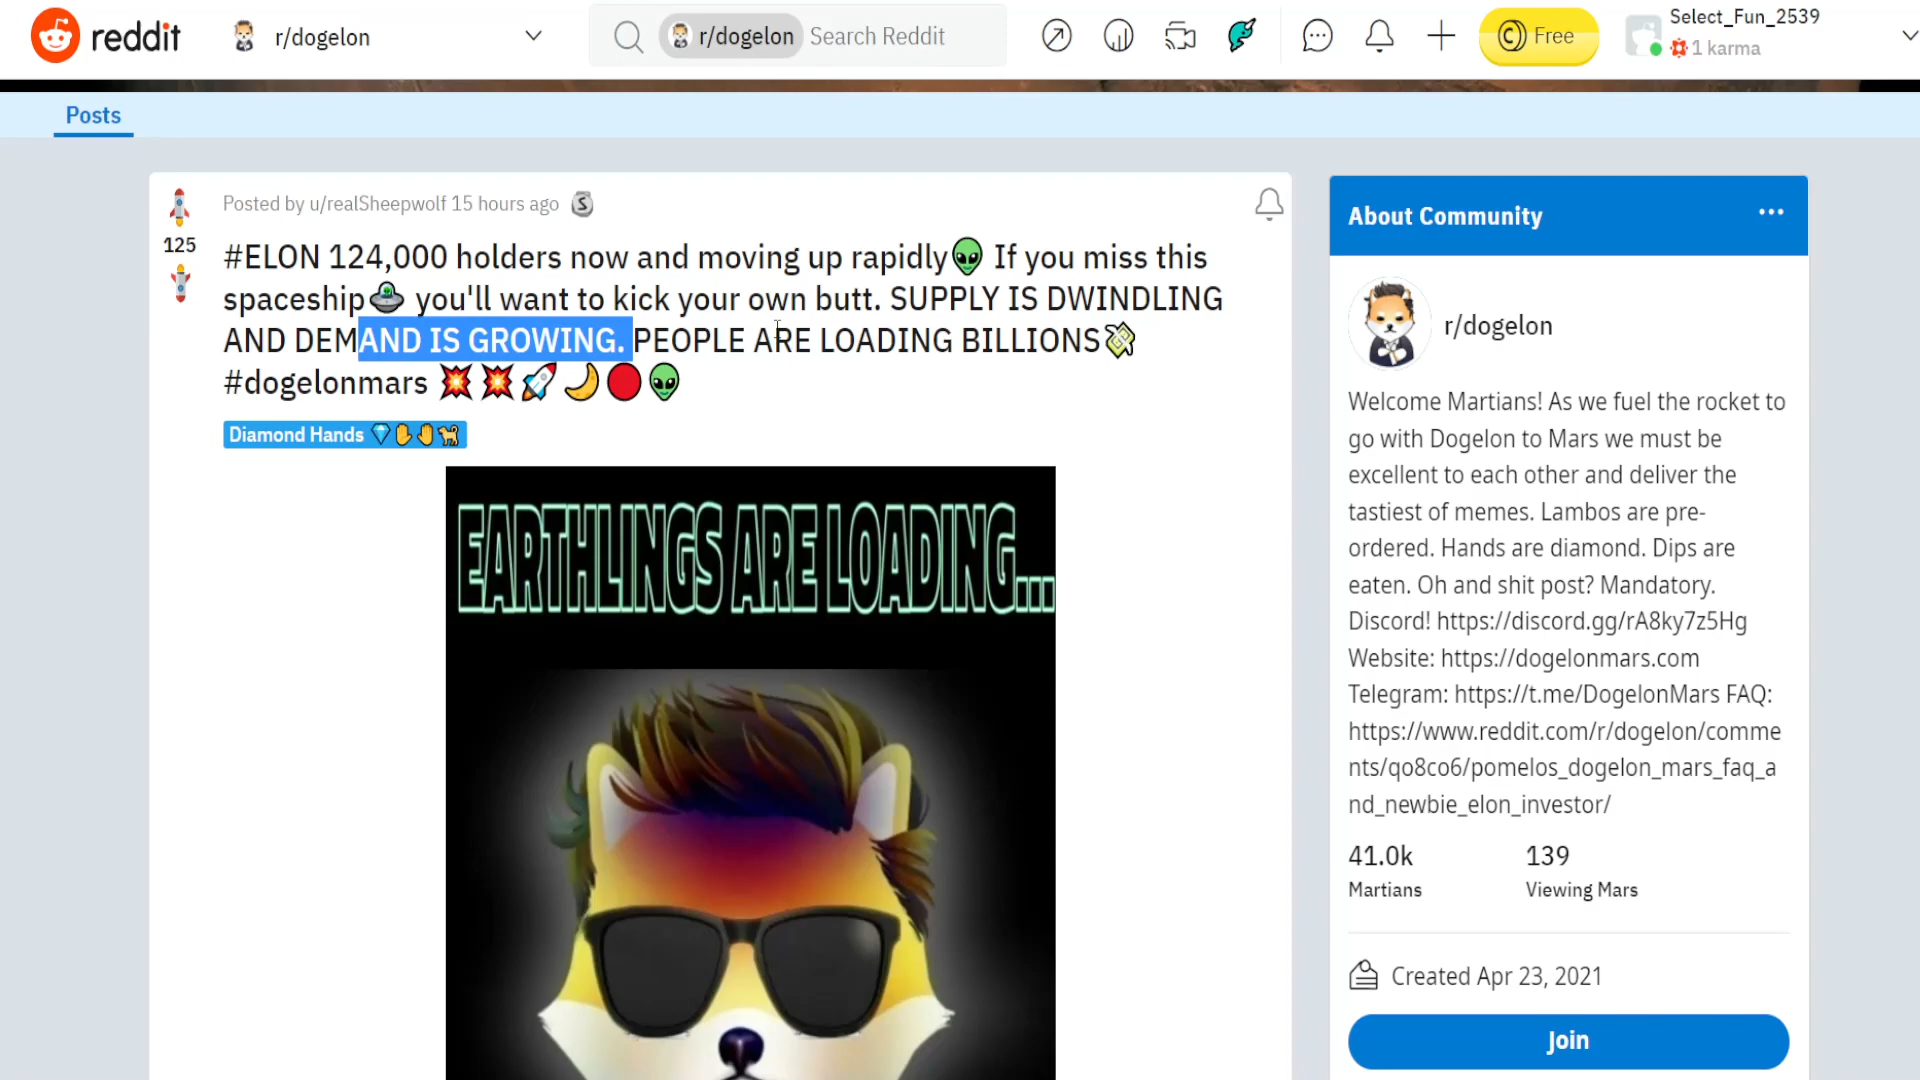 reddit
r/dogelon
r/dogelon
Search Reddit
Free
Select_Fun_2539
1 karma
Posts
Posted by u/realSheepwolf 15 hours ago
125
#ELON 124,000 holders now and moving up rapidly👽 If you miss this
spaceship🛸 you'll want to kick your own butt. SUPPLY IS DWINDLING
AND DEMAND IS GROWING. PEOPLE ARE LOADING BILLIONS💸
#dogelonmars 💥💥🚀🌙🔴👽
Diamond Hands 💎✋🤚🐕
EARTHLINGS ARE LOADING...
About Community
r/dogelon
Welcome Martians! As we fuel the rocket to
go with Dogelon to Mars we must be
excellent to each other and deliver the
tastiest of memes. Lambos are pre-
ordered. Hands are diamond. Dips are
eaten. Oh and shit post? Mandatory.
Discord! https://discord.gg/rA8ky7z5Hg
Website: https://dogelonmars.com
Telegram: https://t.me/DogelonMars FAQ:
https://www.reddit.com/r/dogelon/comme
nts/qo8co6/pomelos_dogelon_mars_faq_a
nd_newbie_elon_investor/
41.0k
Martians
139
Viewing Mars
Created Apr 23, 2021
Join